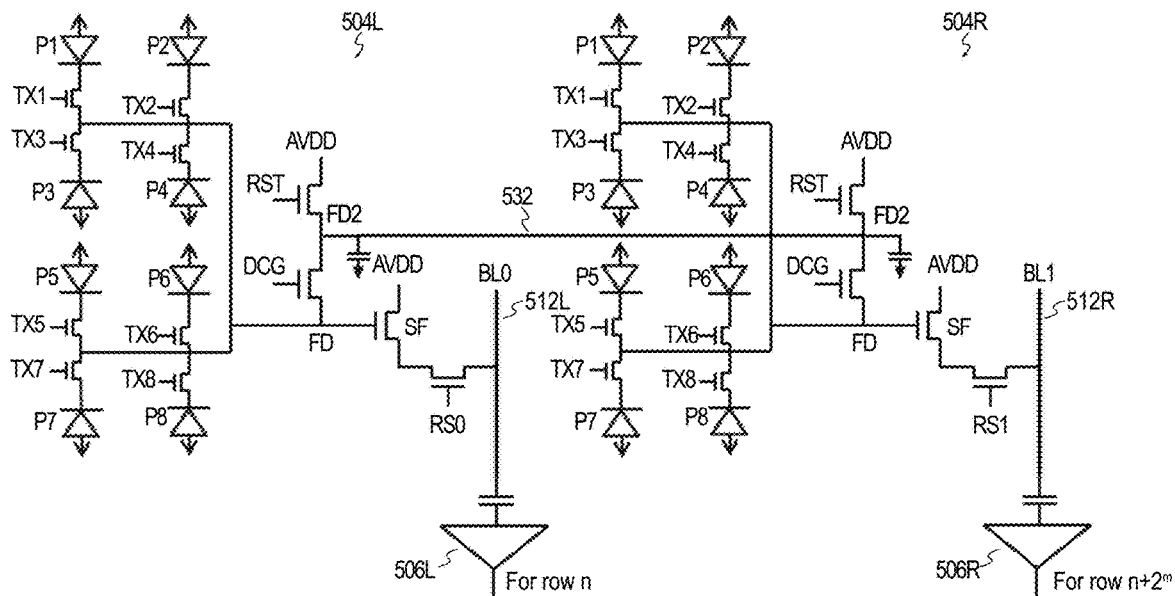 504L
504R
P1
P2
P1
P2
TX1
TX2
TX1
TX2
TX3
TX4
TX3
TX4
AVDD
AVDD
P3
P4
P3
P4
RST
RST
FD2
532
FD2
P5
P6
DCG
AVDD
BL0
P5
P6
DCG
AVDD
BL1
512L
512R
TX5
TX6
SF
TX5
TX6
SF
FD
FD
TX7
TX8
TX7
TX8
P7
P8
RS0
P7
P8
RS1
506L
For row n
506R
For row n+2ᵐ